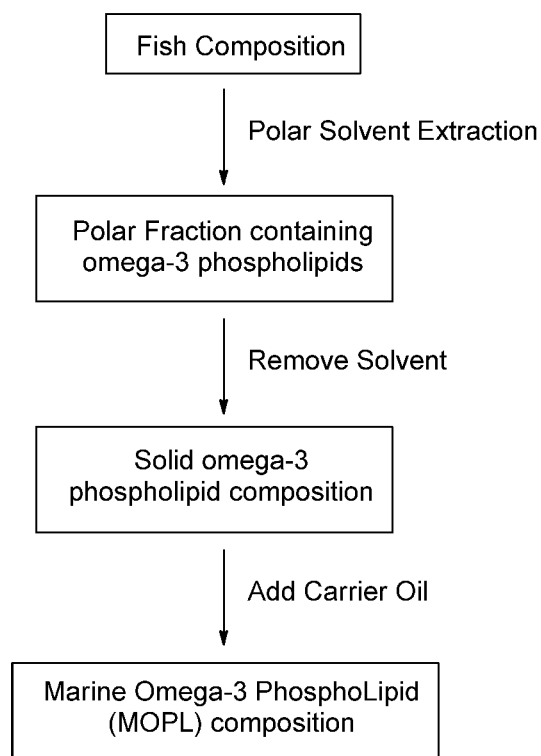 Fish Composition
Polar Solvent Extraction
Polar Fraction containing
omega-3 phospholipids
Remove Solvent
Solid omega-3
phospholipid composition
Add Carrier Oil
Marine Omega-3 PhosphoLipid
(MOPL) composition